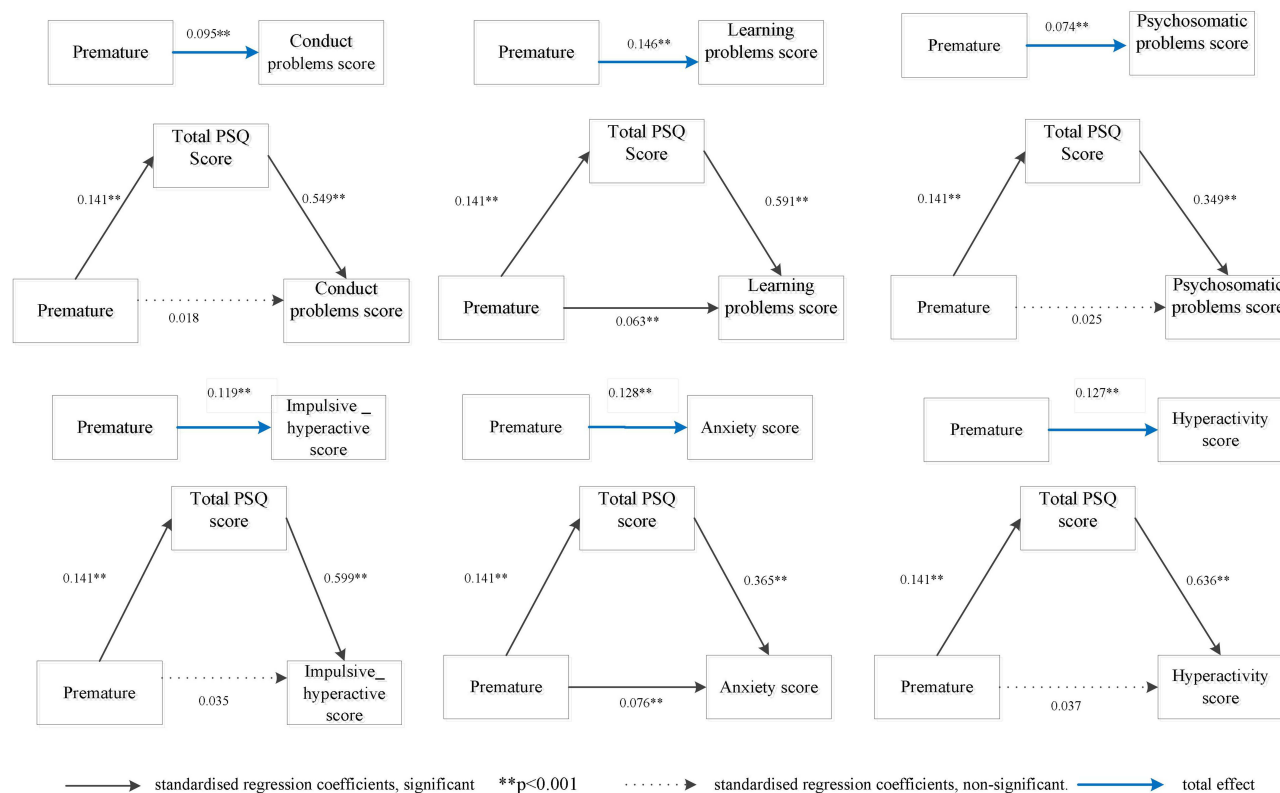 Premature
0.095**
Conduct
problems score
Premature
0.146**
Learning
problems score
Premature
0.074**
Psychosomatic
problems score
Total PSQ
Score
0.141**
0.549**
Premature
0.018
Conduct
problems score
Total PSQ
Score
0.141**
0.591**
Premature
0.063**
Learning
problems score
Total PSQ
Score
0.141**
0.349**
Premature
0.025
Psychosomatic
problems score
Premature
0.119**
Impulsive _
hyperactive
score
Premature
0.128**
Anxiety score
Premature
0.127**
Hyperactivity
score
Total PSQ
score
0.141**
0.599**
Premature
0.035
Impulsive_
hyperactive
score
Total PSQ
score
0.141**
0.365**
Premature
0.076**
Anxiety score
Total PSQ
score
0.141**
0.636**
Premature
0.037
Hyperactivity
score
standardised regression coefficients, significant **p<0.001 standardised regression coefficients, non-significant. total effect